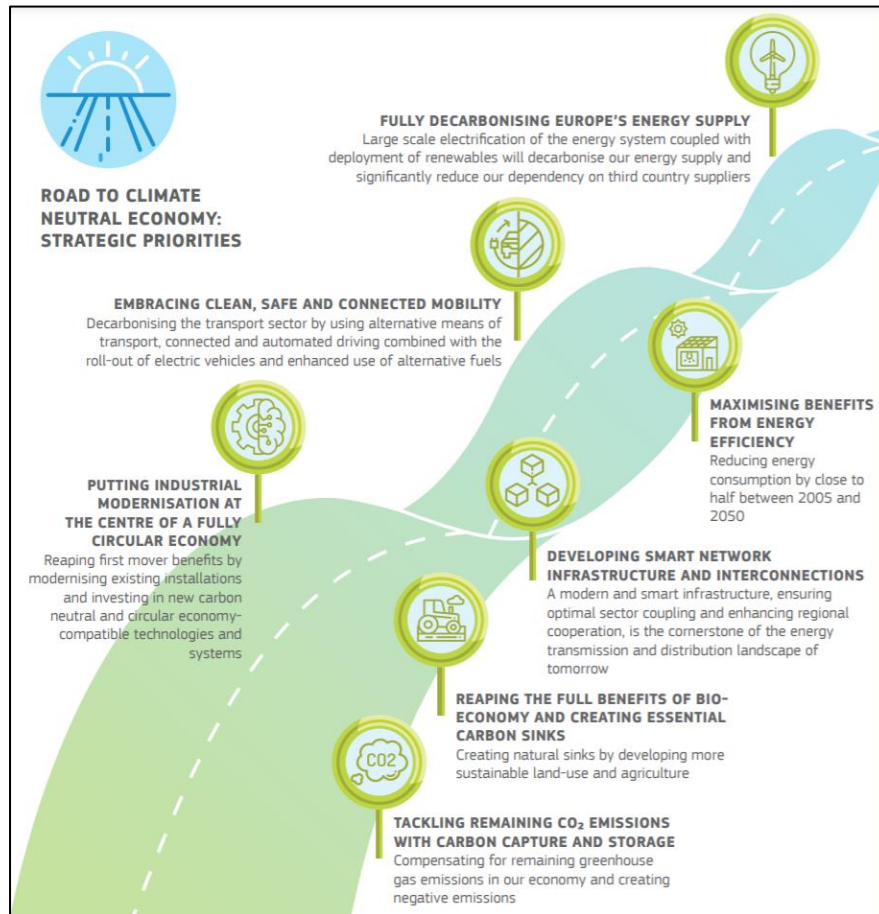 ROAD TO CLIMATE
NEUTRAL ECONOMY:
STRATEGIC PRIORITIES
FULLY DECARBONISING EUROPE'S ENERGY SUPPLY
Large scale electrification of the energy system coupled with
deployment of renewables will decarbonise our energy supply and
significantly reduce our dependency on third country suppliers
EMBRACING CLEAN, SAFE AND CONNECTED MOBILITY
Decarbonising the transport sector by using alternative means of
transport, connected and automated driving combined with the
roll-out of electric vehicles and enhanced use of alternative fuels
MAXIMISING BENEFITS
FROM ENERGY
EFFICIENCY
Reducing energy
consumption by close to
half between 2005 and
2050
PUTTING INDUSTRIAL
MODERNISATION AT
THE CENTRE OF A FULLY
CIRCULAR ECONOMY
Reaping first mover benefits by
modernising existing installations
and investing in new carbon
neutral and circular economy-
compatible technologies and
systems
DEVELOPING SMART NETWORK
INFRASTRUCTURE AND INTERCONNECTIONS
A modern and smart infrastructure, ensuring
optimal sector coupling and enhancing regional
cooperation, is the cornerstone of the energy
transmission and distribution landscape of
tomorrow
REAPING THE FULL BENEFITS OF BIO-
ECONOMY AND CREATING ESSENTIAL
CARBON SINKS
Creating natural sinks by developing more
sustainable land-use and agriculture
CO2
TACKLING REMAINING CO₂ EMISSIONS
WITH CARBON CAPTURE AND STORAGE
Compensating for remaining greenhouse
gas emissions in our economy and creating
negative emissions